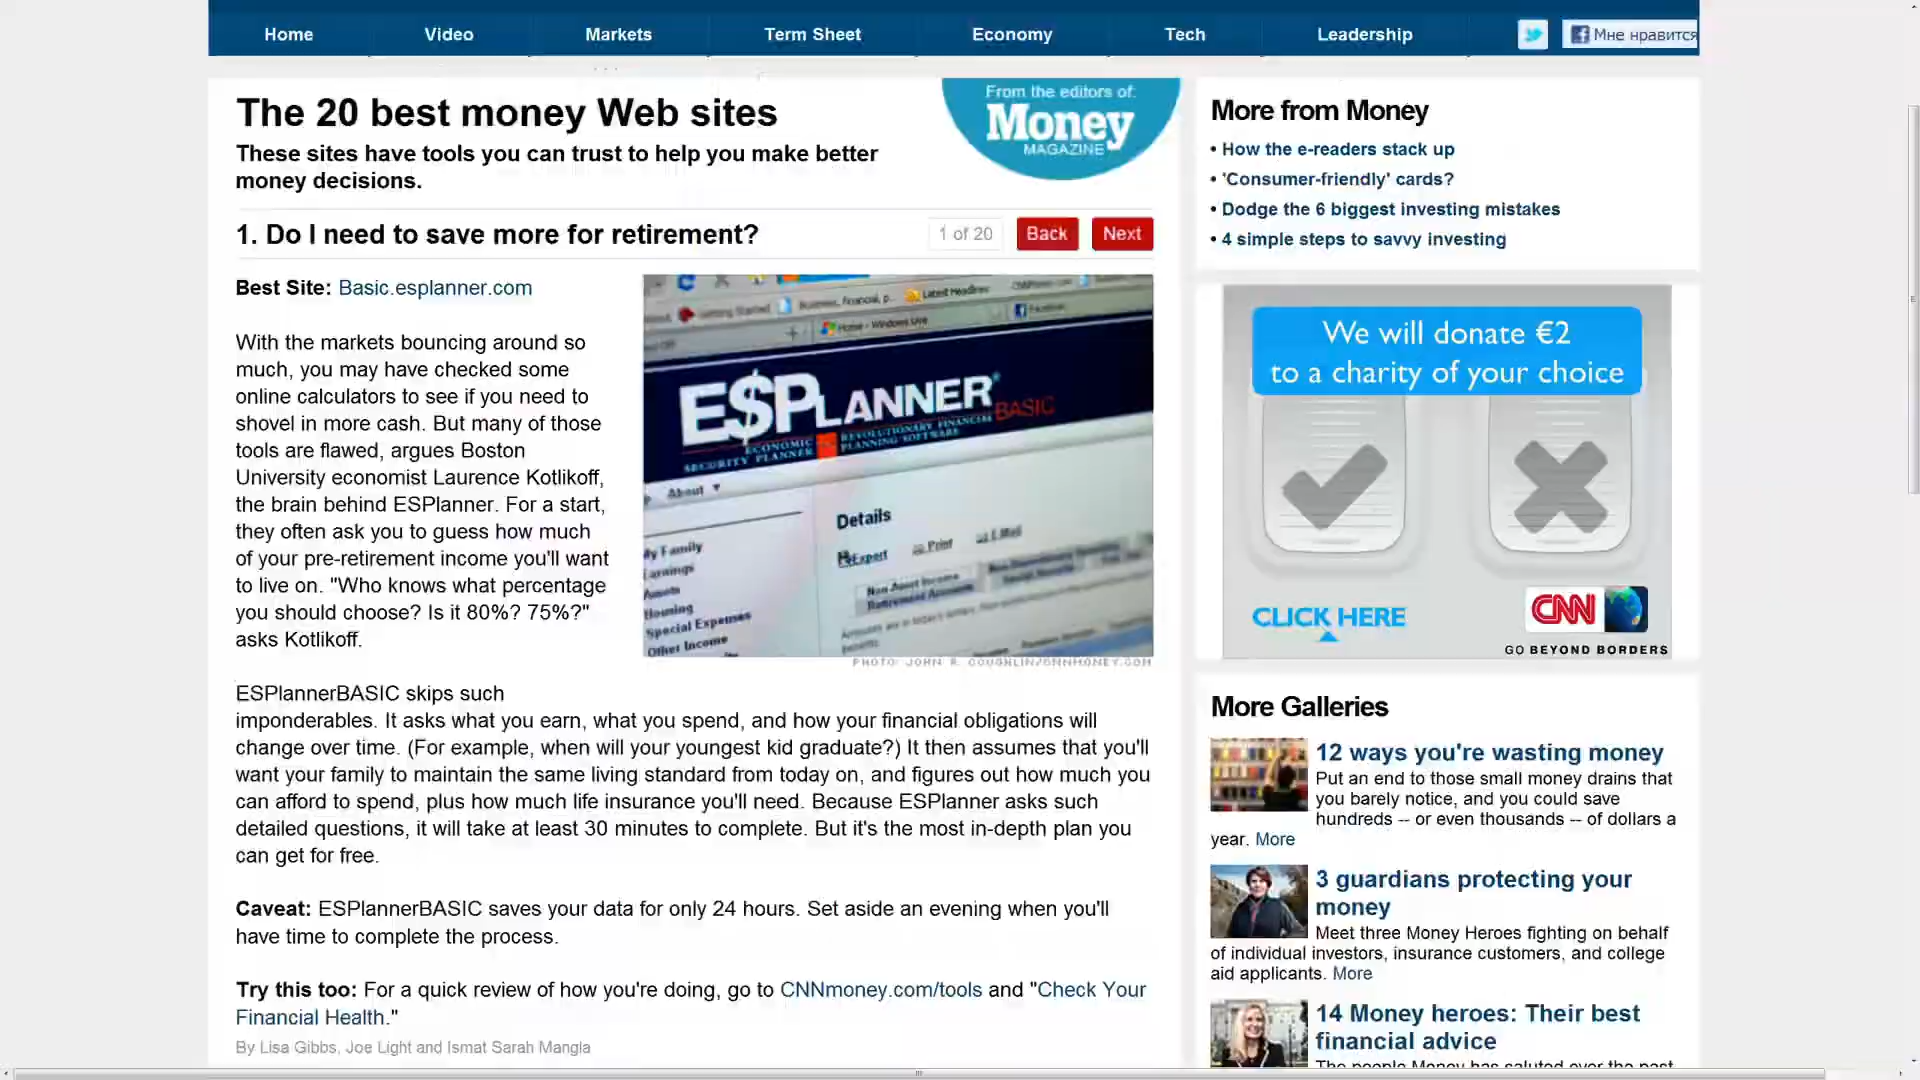 Home Video Markets Term Sheet Economy Tech Leadership Мне нравится
The 20 best money Web sites
These sites have tools you can trust to help you make better
money decisions.
From the editors of:
Money
MAGAZINE
1. Do I need to save more for retirement?
1 of 20 Back Next
Best Site: Basic.esplanner.com
With the markets bouncing around so
much, you may have checked some
online calculators to see if you need to
shovel in more cash. But many of those
tools are flawed, argues Boston
University economist Laurence Kotlikoff,
the brain behind ESPlanner. For a start,
they often ask you to guess how much
of your pre-retirement income you'll want
to live on. "Who knows what percentage
you should choose? Is it 80%? 75%?"
asks Kotlikoff.
Getting Started Business, financial, p... Latest Headlines
Home - Windows Live Facebook
E$PLANNER® BASIC
ECONOMIC REVOLUTIONARY FINANCIAL
SECURITY PLANNER PLANNING SOFTWARE
About
Details
Export Print E-Mail
My Family
Earnings
Assets
Housing
Special Expenses
Other Income
Non Asset Income
Retirement Accounts
PHOTO: JOHN R. COUGHLIN/CNNMONEY.COM
ESPlannerBASIC skips such
imponderables. It asks what you earn, what you spend, and how your financial obligations will
change over time. (For example, when will your youngest kid graduate?) It then assumes that you'll
want your family to maintain the same living standard from today on, and figures out how much you
can afford to spend, plus how much life insurance you'll need. Because ESPlanner asks such
detailed questions, it will take at least 30 minutes to complete. But it's the most in-depth plan you
can get for free.
Caveat: ESPlannerBASIC saves your data for only 24 hours. Set aside an evening when you'll
have time to complete the process.
Try this too: For a quick review of how you're doing, go to CNNmoney.com/tools and "Check Your
Financial Health."
By Lisa Gibbs, Joe Light and Ismat Sarah Mangla
More from Money
• How the e-readers stack up
• 'Consumer-friendly' cards?
• Dodge the 6 biggest investing mistakes
• 4 simple steps to savvy investing
We will donate €2
to a charity of your choice
CLICK HERE
CNN
GO BEYOND BORDERS
More Galleries
12 ways you're wasting money
Put an end to those small money drains that
you barely notice, and you could save
hundreds -- or even thousands -- of dollars a
year. More
3 guardians protecting your
money
Meet three Money Heroes fighting on behalf
of individual investors, insurance customers, and college
aid applicants. More
14 Money heroes: Their best
financial advice
The people Money has saluted over the past